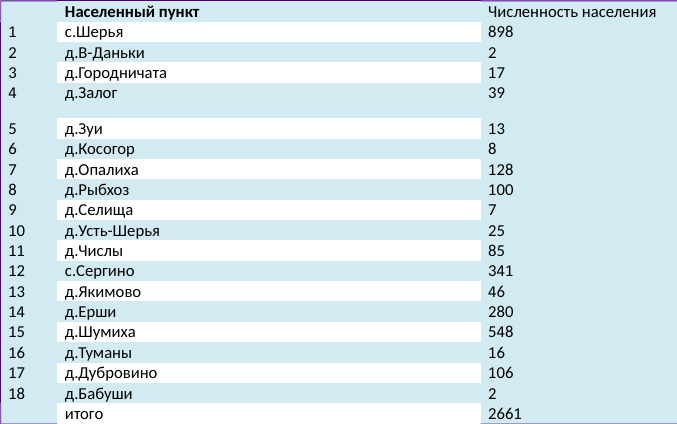 Населенный пункт Численность населения
1 с.Шерья 898
2 д.В-Даньки 2
3 д.Городничата 17
4 д.Залог 39
5 д.Зуи 13
6 д.Косогор 8
7 д.Опалиха 128
8 д.Рыбхоз 100
9 д.Селища 7
10 д.Усть-Шерья 25
11 д.Числы 85
12 с.Сергино 341
13 д.Якимово 46
14 д.Ерши 280
15 д.Шумиха 548
16 д.Туманы 16
17 д.Дубровино 106
18 д.Бабуши 2
итого 2661